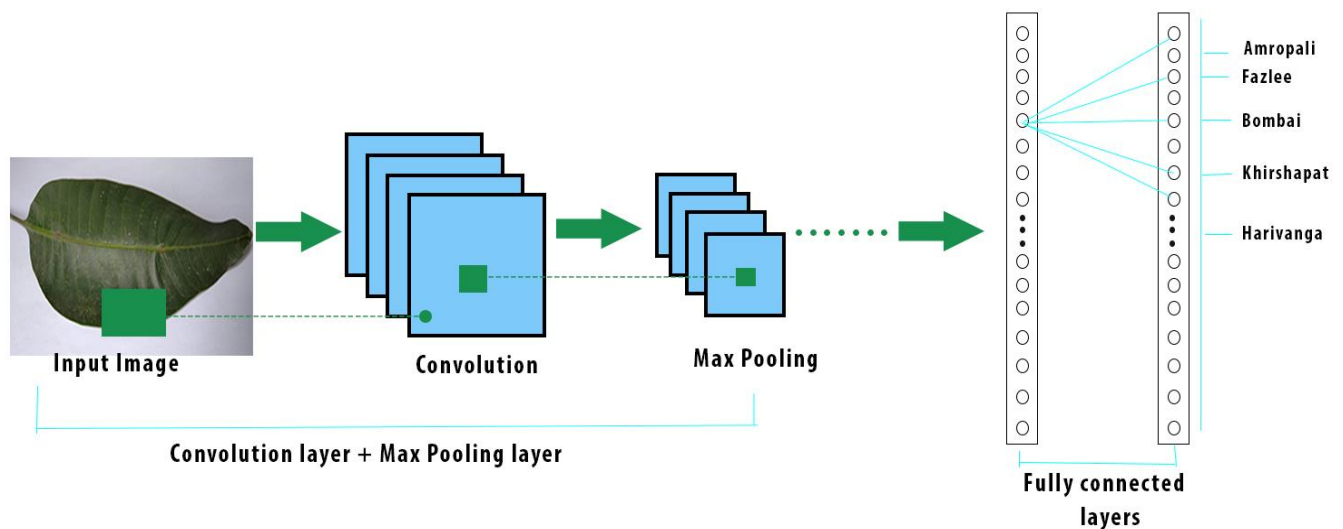 Input Image
Convolution
Max Pooling
Convolution layer + Max Pooling layer
Amropali
Fazlee
Bombai
Khirshapat
Harivanga
Fully connected
layers